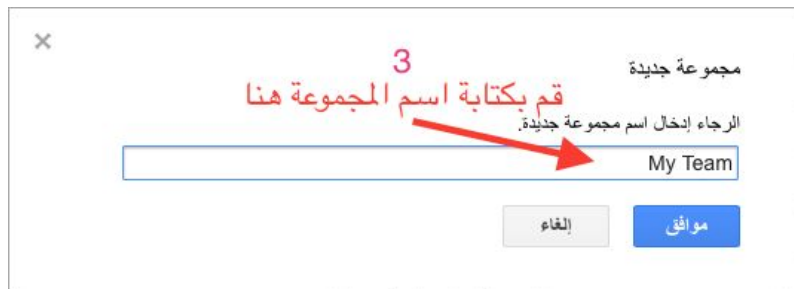 3
مجموعة جديدة
قم بكتابة اسم المجموعة هنا
الرجاء إدخال اسم مجموعة جديدة.
My Team
موافق
إلغاء